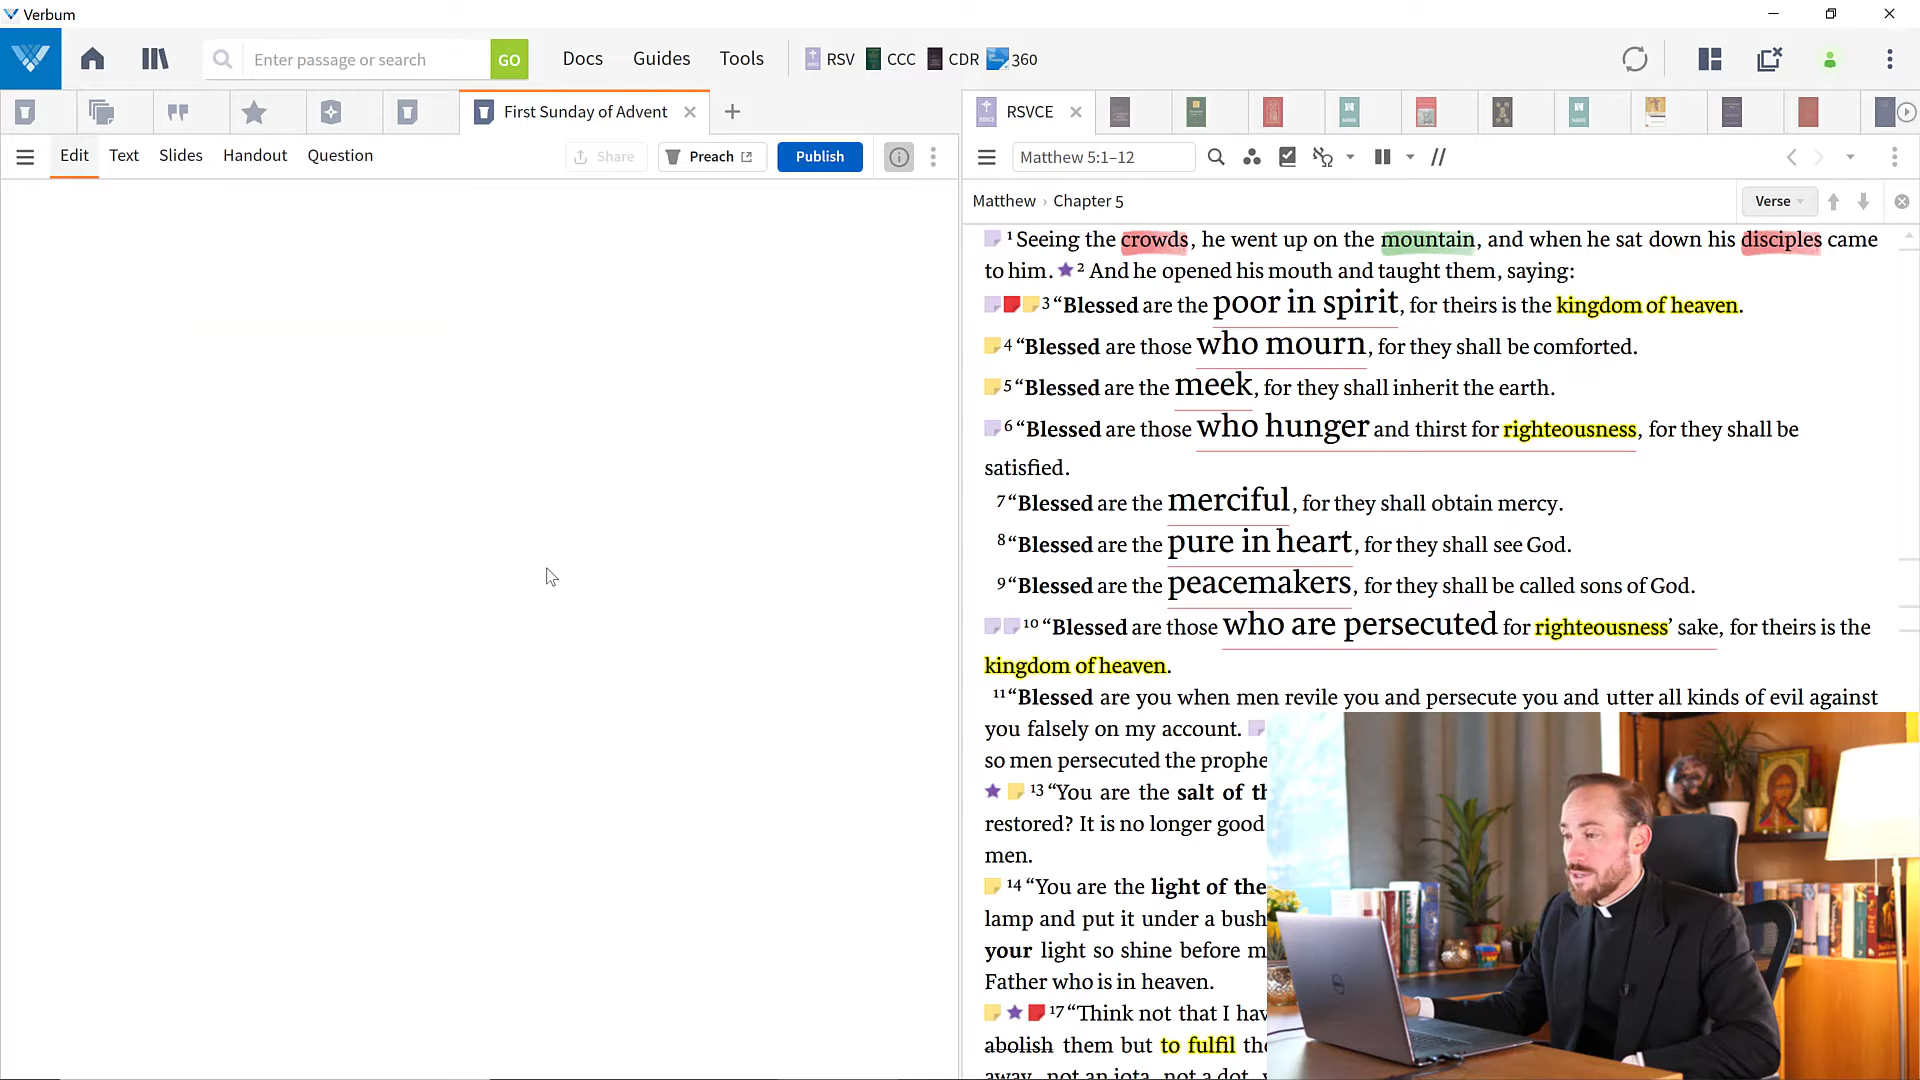 Verbum
Enter passage or search
GO
Docs
Guides
Tools
RSV
CCC
CDR
360
First Sunday of Advent
RSVCE
Edit
Text
Slides
Handout
Question
Share
Preach
Publish
Matthew 5:1–12
Matthew › Chapter 5
Verse
1 Seeing the crowds, he went up on the mountain, and when he sat down his disciples came
to him. 2 And he opened his mouth and taught them, saying:
3 “Blessed are the poor in spirit, for theirs is the kingdom of heaven.
4 “Blessed are those who mourn, for they shall be comforted.
5 “Blessed are the meek, for they shall inherit the earth.
6 “Blessed are those who hunger and thirst for righteousness, for they shall be
satisfied.
7 “Blessed are the merciful, for they shall obtain mercy.
8 “Blessed are the pure in heart, for they shall see God.
9 “Blessed are the peacemakers, for they shall be called sons of God.
10 “Blessed are those who are persecuted for righteousness’ sake, for theirs is the
kingdom of heaven.
11 “Blessed are you when men revile you and persecute you and utter all kinds of evil against
you falsely on my account.
so men persecuted the prophe
13 “You are the salt of th
restored? It is no longer good
men.
14 “You are the light of the
lamp and put it under a bush
your light so shine before m
Father who is in heaven.
17 “Think not that I hav
abolish them but to fulfil the
away, not an iota, not a dot,